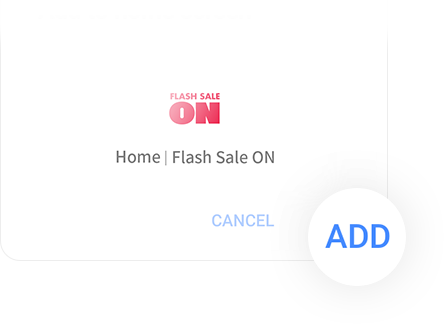 FLASH SALE
ON
Home | Flash Sale ON
CANCEL
ADD